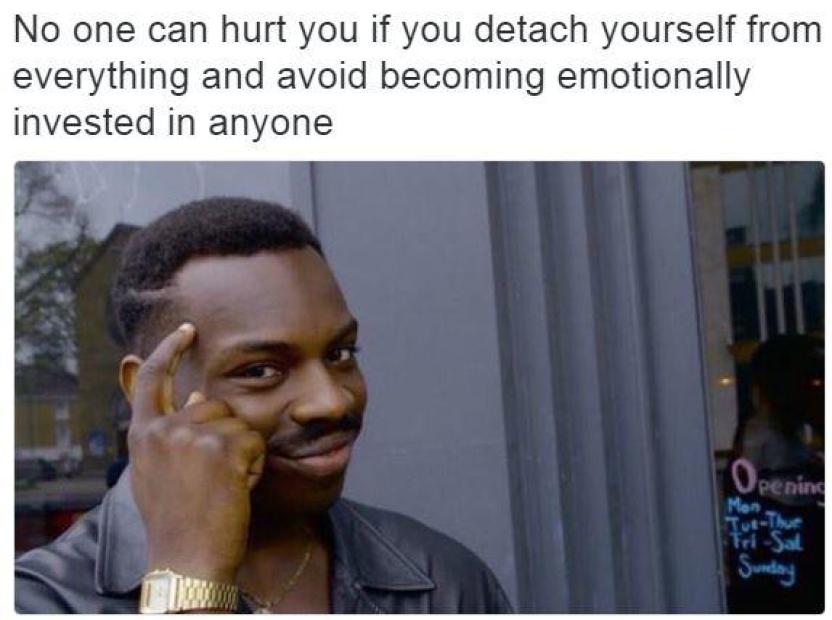 No one can hurt you if you detach yourself from
everything and avoid becoming emotionally
invested in anyone
Opening
Mon
Tue-Thur
Fri-Sat
Sunday